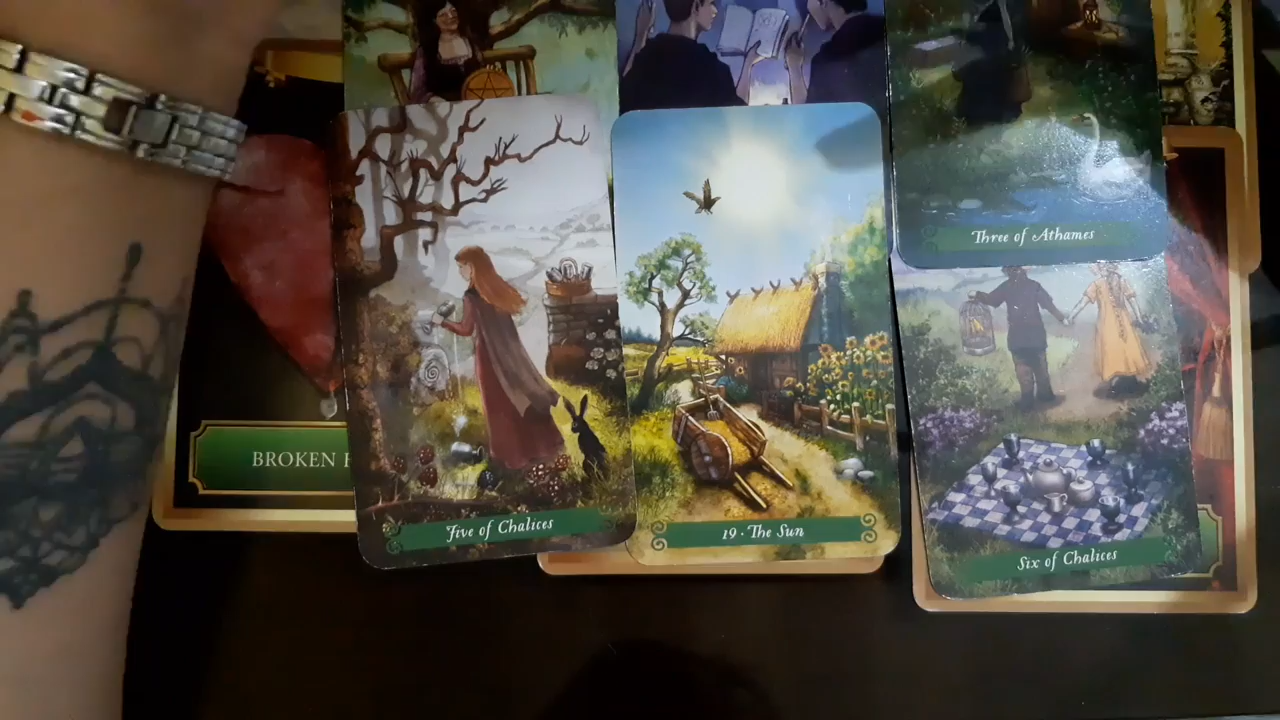 Three of Athames
BROKEN
Five of Chalices
19 · The Sun
Six of Chalices